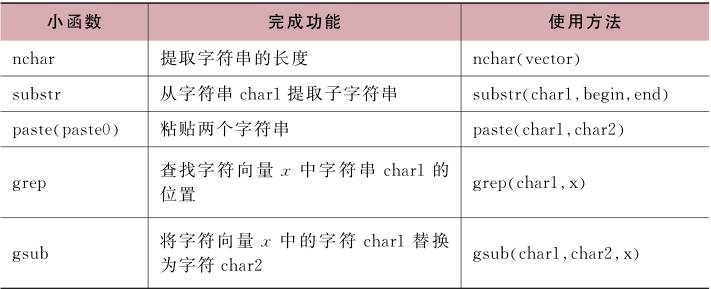 小函数 完成功能 使用方法
nchar 提取字符串的长度 nchar(vector)
substr 从字符串 char1 提取子字符串 substr(char1,begin,end)
paste(paste0) 粘贴两个字符串 paste(char1,char2)
grep 查找字符向量 x 中字符串 char1 的 grep(char1,x)
位置
gsub 将字符向量 x 中的字符 char1 替换 gsub(char1,char2,x)
为字符 char2